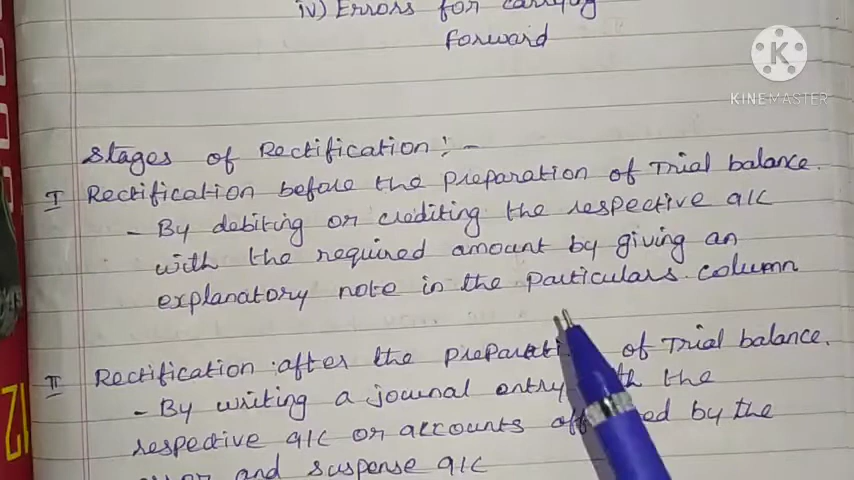 iv) Errors for carrying
forward
K
KINEMASTER
Stages of Rectification :-
I Rectification before the preparation of Trial balance.
- By debiting or crediting the respective a/c
with the required amount by giving an
explanatory note in the particulars column
II Rectification after the preparati of Trial balance.
- By writing a journal entry the
respective a/c or accounts by the
and suspense a/c
12